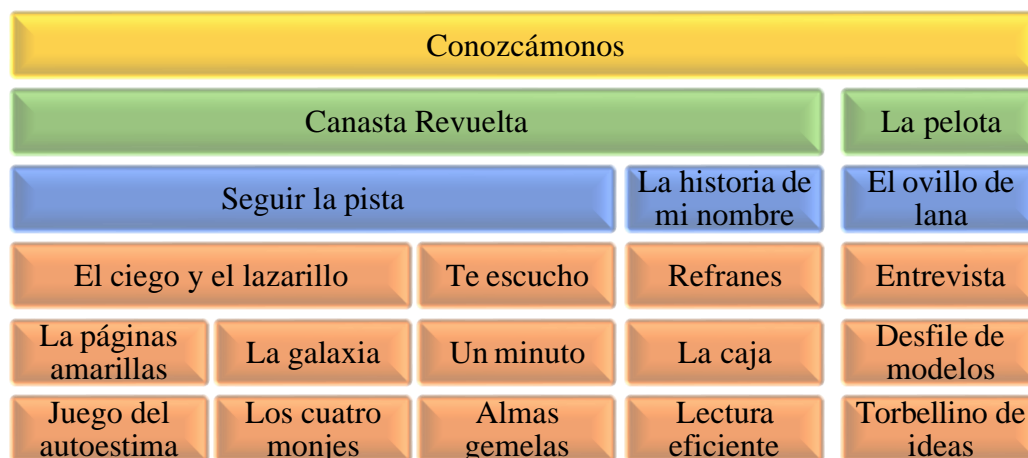 Conozcámonos
Canasta Revuelta
La pelota
Seguir la pista
La historia de
mi nombre
El ovillo de
lana
El ciego y el lazarillo
Te escucho
Refranes
Entrevista
La páginas
amarillas
La galaxia
Un minuto
La caja
Desfile de
modelos
Juego del
autoestima
Los cuatro
monjes
Almas
gemelas
Lectura
eficiente
Torbellino de
ideas